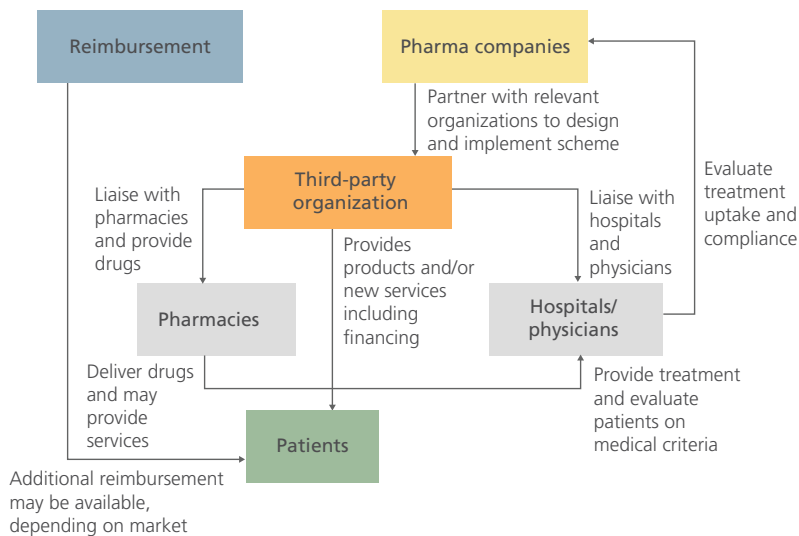 Reimbursement
Pharma companies
Partner with relevant
organizations to design
and implement scheme
Evaluate
treatment
uptake and
compliance
Third-party
organization
Liaise with
pharmacies
and provide
drugs
Provides
products and/or
new services
including
financing
Liaise with
hospitals
and
physicians
Pharmacies
Hospitals/
physicians
Deliver drugs
and may
provide
services
Provide treatment
and evaluate
patients on
medical criteria
Patients
Additional reimbursement
may be available,
depending on market